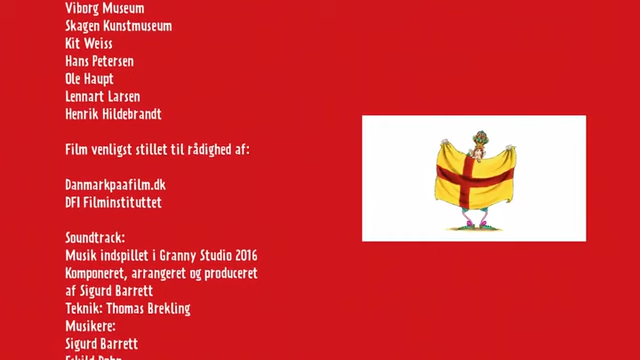 Viborg Museum
Skagen Kunstmuseum
Kit Weiss
Hans Petersen
Ole Haupt
Lennart Larsen
Henrik Hildebrandt
Film venligst stillet til rådighed af:
Danmarkpaafilm.dk
DFI Filminstituttet
Soundtrack:
Musik indspillet i Granny Studio 2016
Komponeret, arrangeret og produceret
af Sigurd Barrett
Teknik: Thomas Brekling
Musikere:
Sigurd Barrett